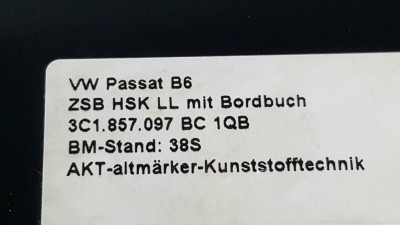 VW Passat B6
ZSB HSK LL mit Bordbuch
3C1.857.097 BC 1QB
BM-Stand: 38S
AKT-altmärker-Kunststofftechnik